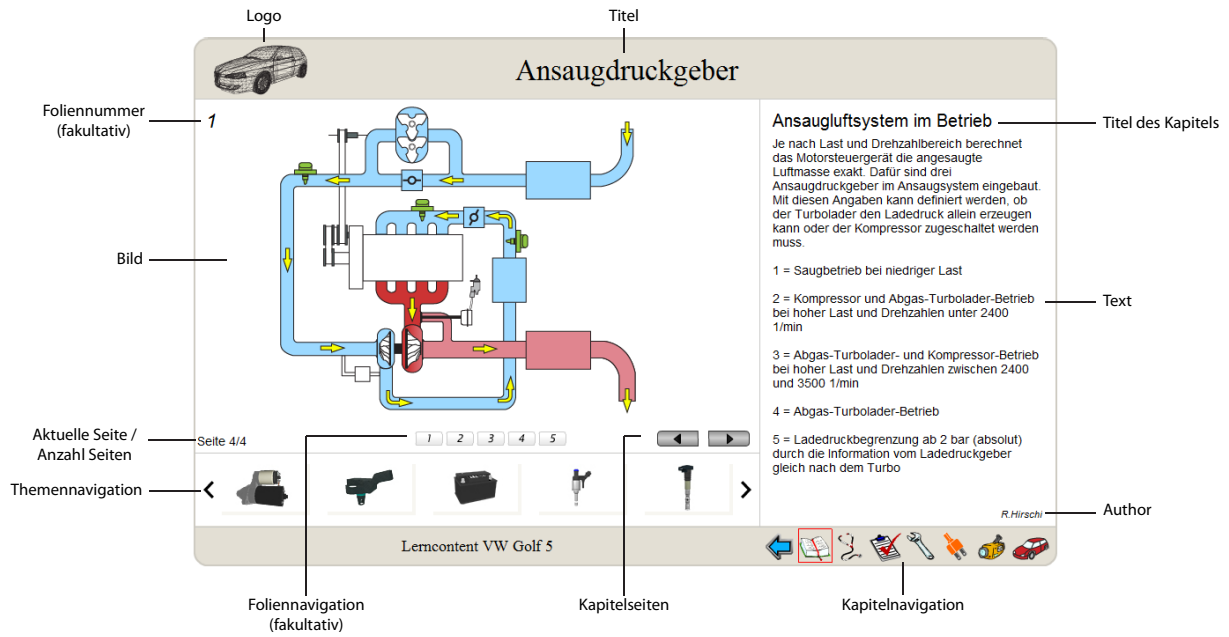 Logo
Titel
Ansaugdruckgeber
Foliennummer
(fakultativ)
1
Bild
Ansaugluftsystem im Betrieb
Titel des Kapitels
Je nach Last und Drehzahlbereich berechnet
das Motorsteuergerät die angesaugte
Luftmasse exakt. Dafür sind drei
Ansaugdruckgeber im Ansaugsystem eingebaut.
Mit diesen Angaben kann definiert werden, ob
der Turbolader den Ladedruck allein erzeugen
kann oder der Kompressor zugeschaltet werden
muss.
1 = Saugbetrieb bei niedriger Last
2 = Kompressor und Abgas-Turbolader-Betrieb
bei hoher Last und Drehzahlen unter 2400
1/min
Text
3 = Abgas-Turbolader- und Kompressor-Betrieb
bei hoher Last und Drehzahlen zwischen 2400
und 3500 1/min
4 = Abgas-Turbolader-Betrieb
5 = Ladedruckbegrenzung ab 2 bar (absolut)
durch die Information vom Ladedruckgeber
gleich nach dem Turbo
Aktuelle Seite /
Anzahl Seiten
Seite 4/4
1 2 3 4 5
Themennavigation
R.Hirschi
Author
Lerncontent VW Golf 5
Foliennavigation
(fakultativ)
Kapitelseiten
Kapitelnavigation